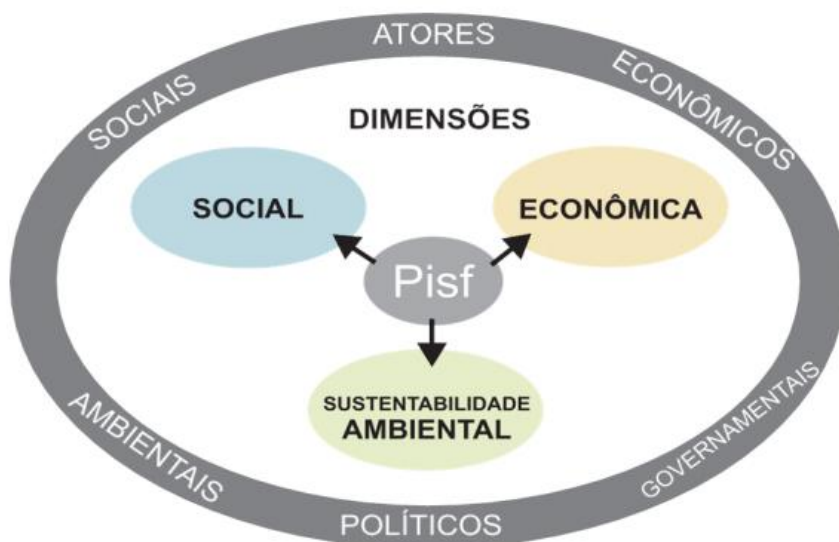 ATORES
SOCIAIS
ECONÔMICOS
DIMENSÕES
SOCIAL
ECONÔMICA
Pisf
SUSTENTABILIDADE
AMBIENTAL
AMBIENTAIS
GOVERNAMENTAIS
POLÍTICOS